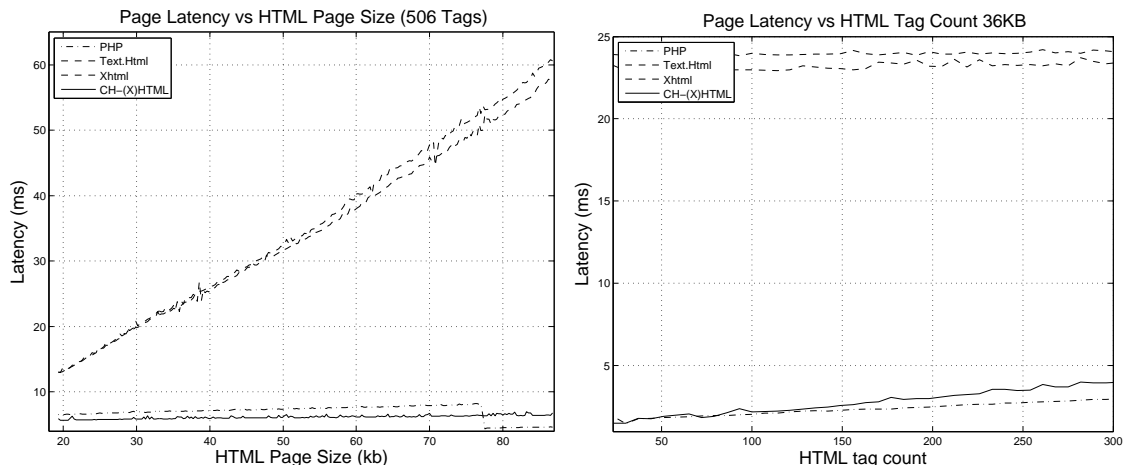 Page Latency vs HTML Page Size (506 Tags)
PHP
Text.Html
Xhtml
CH-(X)HTML
60
50
40
30
20
10
20 30 40 50 60 70 80
HTML Page Size (kb)
Latency (ms)
Page Latency vs HTML Tag Count 36KB
PHP
Text.Html
Xhtml
CH-(X)HTML
25
20
15
10
5
50 100 150 200 250 300
HTML tag count
Latency (ms)